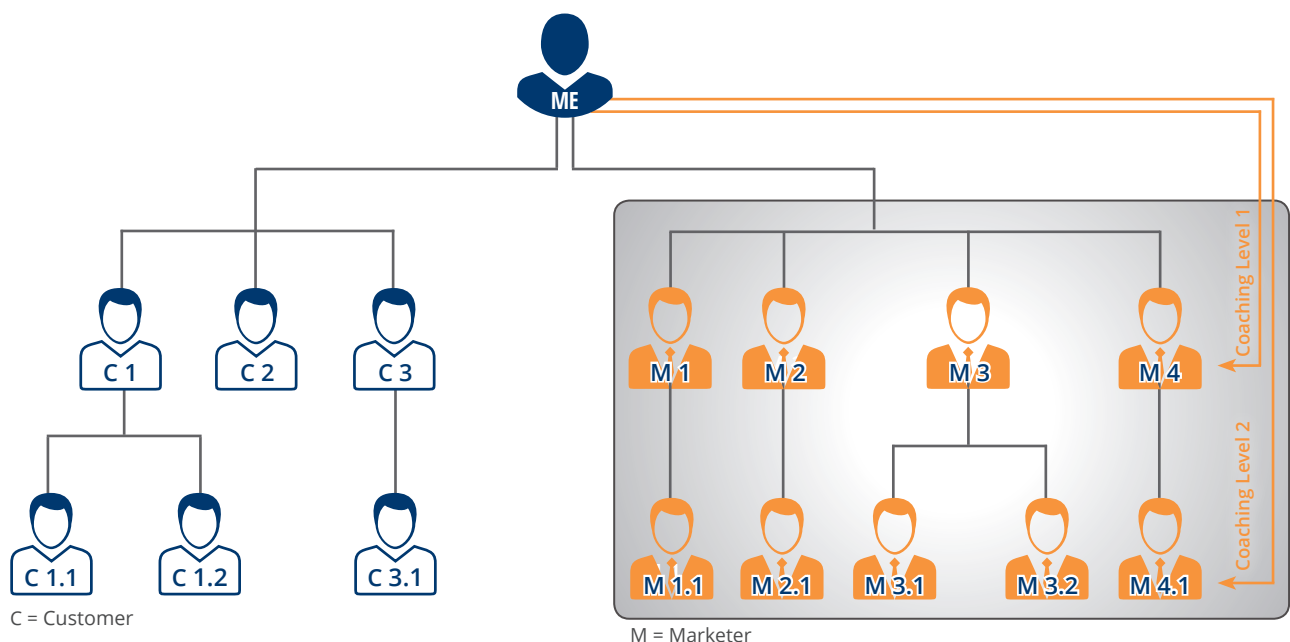 ME
Coaching Level 1
C 1
C 2
C 3
M 1
M 2
M 3
M 4
Coaching Level 2
C 1.1
C 1.2
C 3.1
M 1.1
M 2.1
M 3.1
M 3.2
M 4.1
C = Customer
M = Marketer